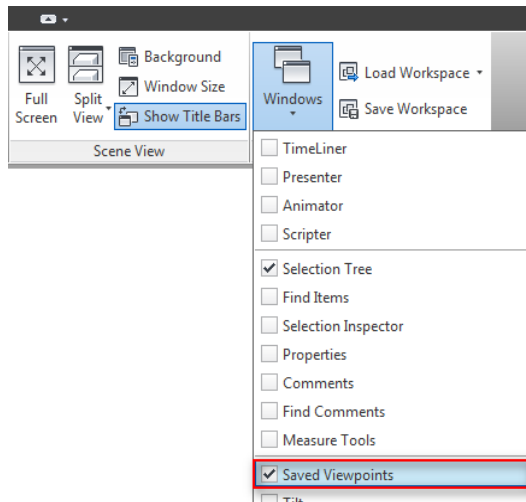 Full Screen
Split View
Background
Window Size
Show Title Bars
Scene View
Windows
Load Workspace
Save Workspace
TimeLiner
Presenter
Animator
Scripter
Selection Tree
Find Items
Selection Inspector
Properties
Comments
Find Comments
Measure Tools
Saved Viewpoints
Tilt